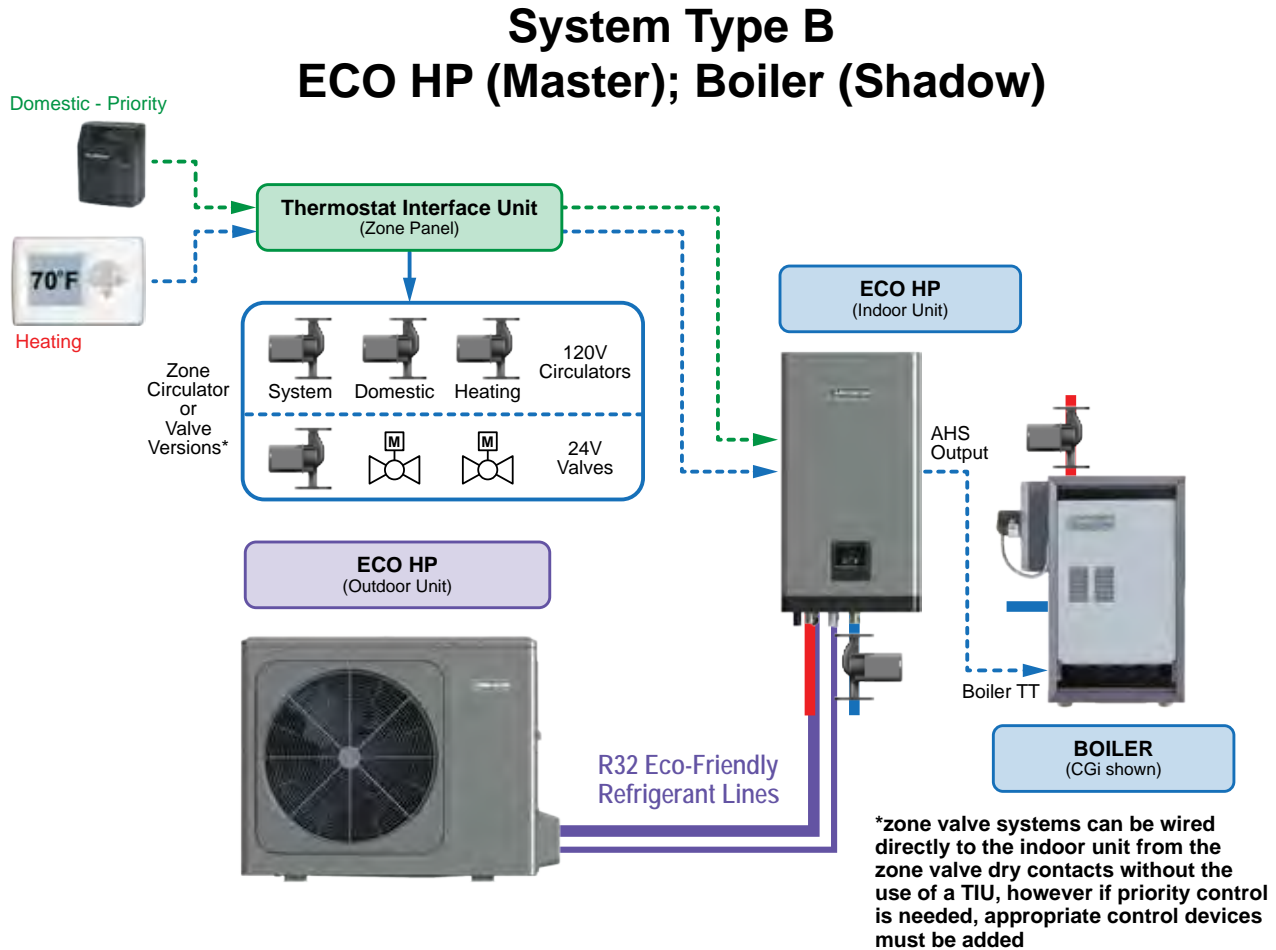 System Type B
ECO HP (Master); Boiler (Shadow)
Domestic - Priority
Thermostat Interface Unit
(Zone Panel)
70°F
Heating
ECO HP
(Indoor Unit)
Zone
Circulator
or
Valve
Versions*
System
Domestic
Heating
120V
Circulators
M
M
24V
Valves
AHS
Output
ECO HP
(Outdoor Unit)
Boiler TT
R32 Eco-Friendly
Refrigerant Lines
BOILER
(CGi shown)
*zone valve systems can be wired
directly to the indoor unit from the
zone valve dry contacts without the
use of a TIU, however if priority control
is needed, appropriate control devices
must be added